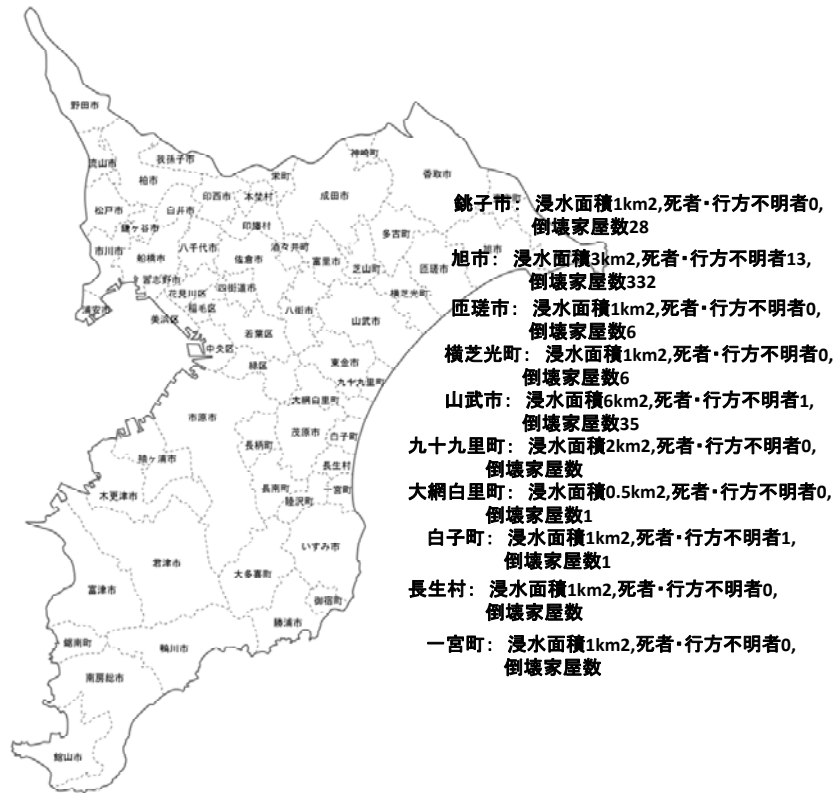 野田市
流山市
我孫子市
柏市
松戸市
鎌ヶ谷市
白井市
印西市
本埜村
栄町
成田市
神崎町
香取市
市川市
船橋市
八千代市
印旛村
酒々井町
佐倉市
富里市
多古町
芝山町
匝瑳市
旭市
横芝光町
浦安市
習志野市
花見川区
四街道市
稲毛区
美浜区
八街市
山武市
若葉区
中央区
緑区
東金市
九十九里町
大網白里町
市原市
茂原市
白子町
長柄町
長生村
袖ヶ浦市
長南町
一宮町
睦沢町
木更津市
いすみ市
君津市
大多喜町
富津市
御宿町
勝浦市
鋸南町
鴨川市
南房総市
館山市
銚子市： 浸水面積1km2,死者・行方不明者0,
倒壊家屋数28
旭市： 浸水面積3km2,死者・行方不明者13,
倒壊家屋数332
匝瑳市： 浸水面積1km2,死者・行方不明者0,
倒壊家屋数6
横芝光町： 浸水面積1km2,死者・行方不明者0,
倒壊家屋数6
山武市： 浸水面積6km2,死者・行方不明者1,
倒壊家屋数35
九十九里町： 浸水面積2km2,死者・行方不明者0,
倒壊家屋数
大網白里町： 浸水面積0.5km2,死者・行方不明者0,
倒壊家屋数1
白子町： 浸水面積1km2,死者・行方不明者1,
倒壊家屋数1
長生村： 浸水面積1km2,死者・行方不明者0,
倒壊家屋数
一宮町： 浸水面積1km2,死者・行方不明者0,
倒壊家屋数